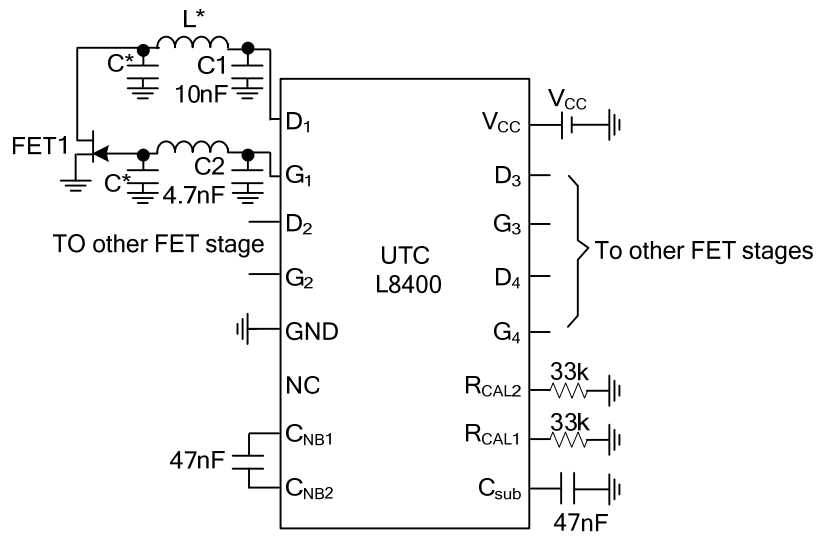 L*
C*
C1
10nF
FET1
C2
C*
4.7nF
TO other FET stage
D1
G1
D2
G2
GND
NC
CNB1
CNB2
47nF
UTC
L8400
VCC
VCC
D3
G3
D4
G4
To other FET stages
RCAL2
33k
RCAL1
33k
Csub
47nF